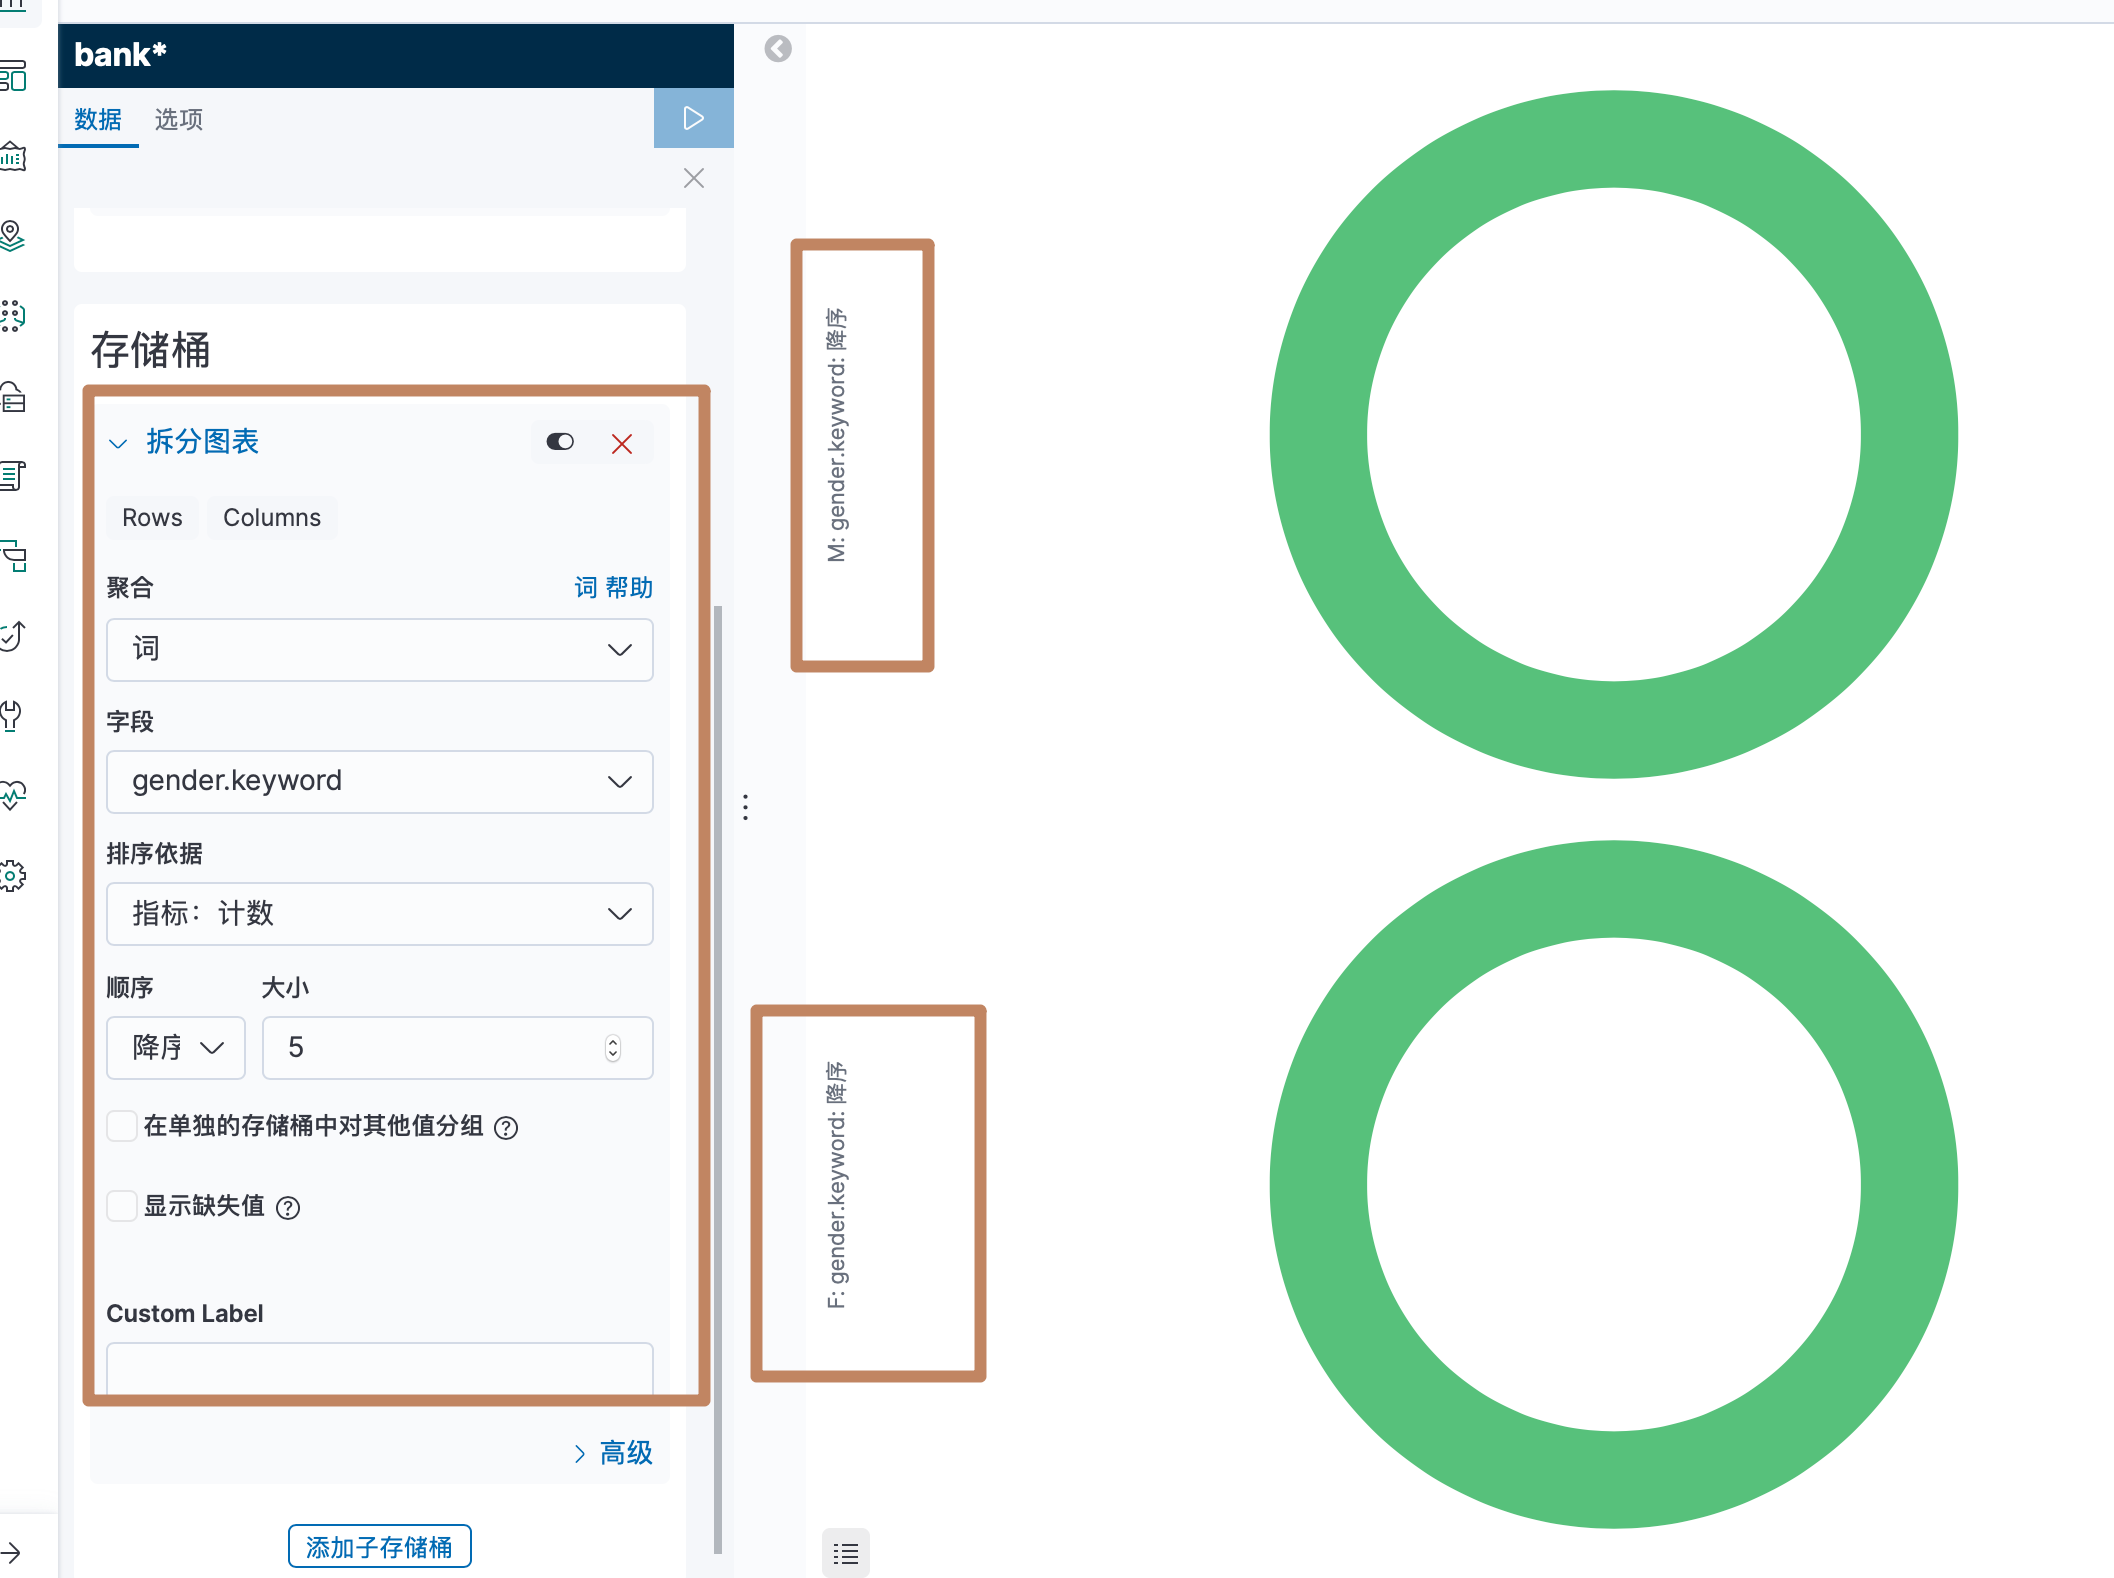 bank*
数据 选项
存储桶
拆分图表
Rows Columns
聚合 词 帮助
词
字段
gender.keyword
排序依据
指标：计数
顺序 大小
降序 5
在单独的存储桶中对其他值分组
显示缺失值
Custom Label
高级
添加子存储桶
M: gender.keyword: 降序
F: gender.keyword: 降序